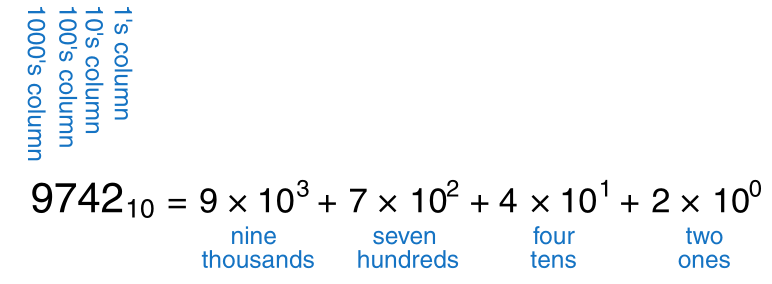 1000's column
100's column
10's column
1's column
9742₁₀ = 9 × 10³ + 7 × 10² + 4 × 10¹ + 2 × 10⁰
nine thousands
seven hundreds
four tens
two ones